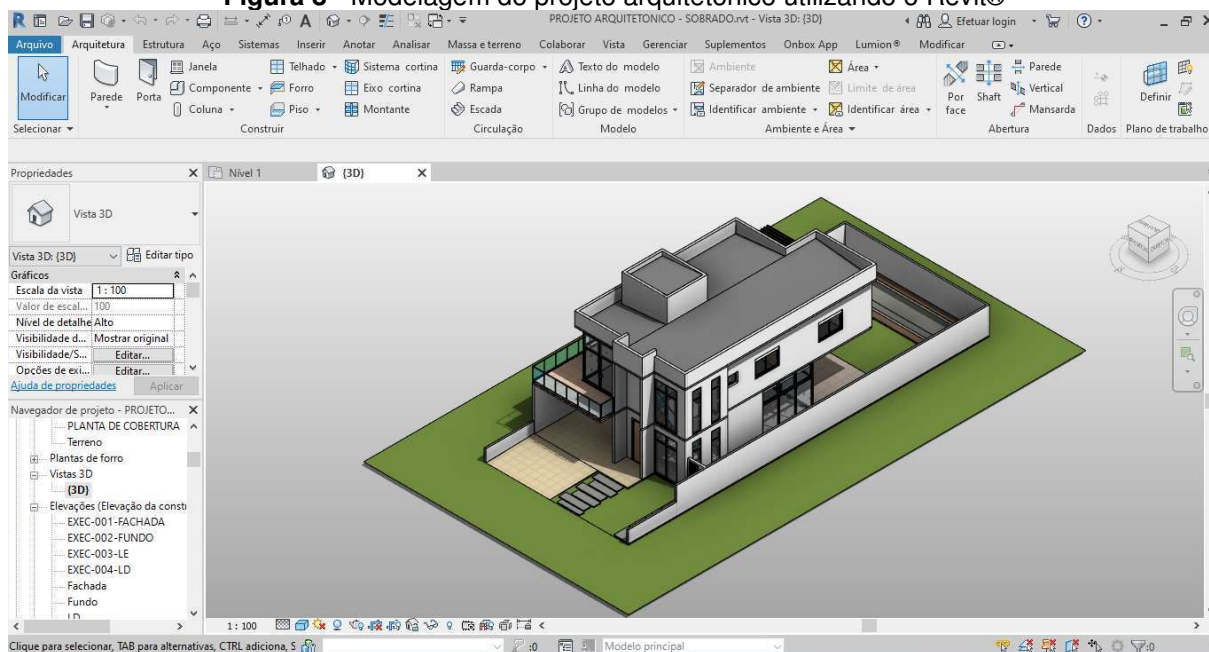 Figura 8 - Modelagem do projeto arquitetônico utilizando o Revit®
PROJETO ARQUITETONICO - SOBRADO.rvt - Vista 3D: {3D}
Efetuar login
Arquivo Arquitetura Estrutura Aço Sistemas Inserir Anotar Analisar Massa e terreno Colaborar Vista Gerenciar Suplementos Onbox App Lumion® Modificar
Modificar
Selecionar
Parede Porta
Janela
Componente
Coluna
Telhado
Forro
Piso
Sistema cortina
Eixo cortina
Montante
Construir
Guarda-corpo
Rampa
Escada
Circulação
Texto do modelo
Linha do modelo
Grupo de modelos
Modelo
Ambiente
Separador de ambiente
Identificar ambiente
Área
Limite de área
Identificar área
Ambiente e Área
Por face
Shaft
Parede
Vertical
Mansarda
Abertura
Dados
Definir
Plano de trabalho
Propriedades X
Vista 3D
Vista 3D: {3D} Editar tipo
Gráficos
Escala da vista 1 : 100
Valor de escal... 100
Nível de detalhe Alto
Visibilidade d... Mostrar original
Visibilidade/S... Editar...
Opções de exi... Editar...
Ajuda de propriedades Aplicar
Navegador de projeto - PROJETO... X
PLANTA DE COBERTURA
Terreno
Plantas de forro
Vistas 3D
{3D}
Elevações (Elevação da constr
EXEC-001-FACHADA
EXEC-002-FUNDO
EXEC-003-LE
EXEC-004-LD
Fachada
Fundo
LD
Nível 1 {3D} X
1 : 100
Clique para selecionar, TAB para alternativas, CTRL adiciona, S
:0
Modelo principal
:0